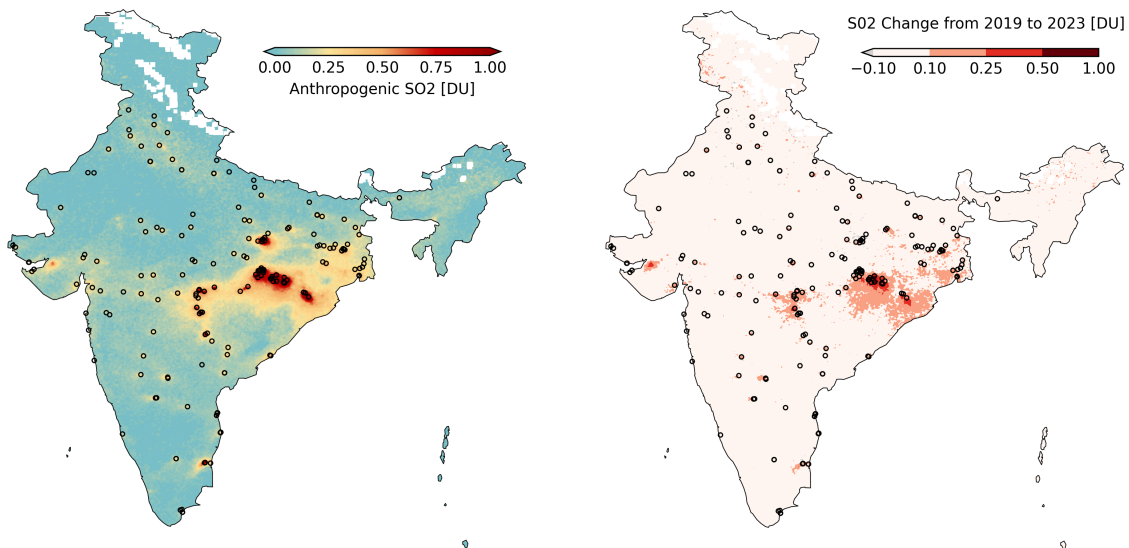 0.00 0.25 0.50 0.75 1.00
Anthropogenic SO2 [DU]
S02 Change from 2019 to 2023 [DU]
−0.10 0.10 0.25 0.50 1.00